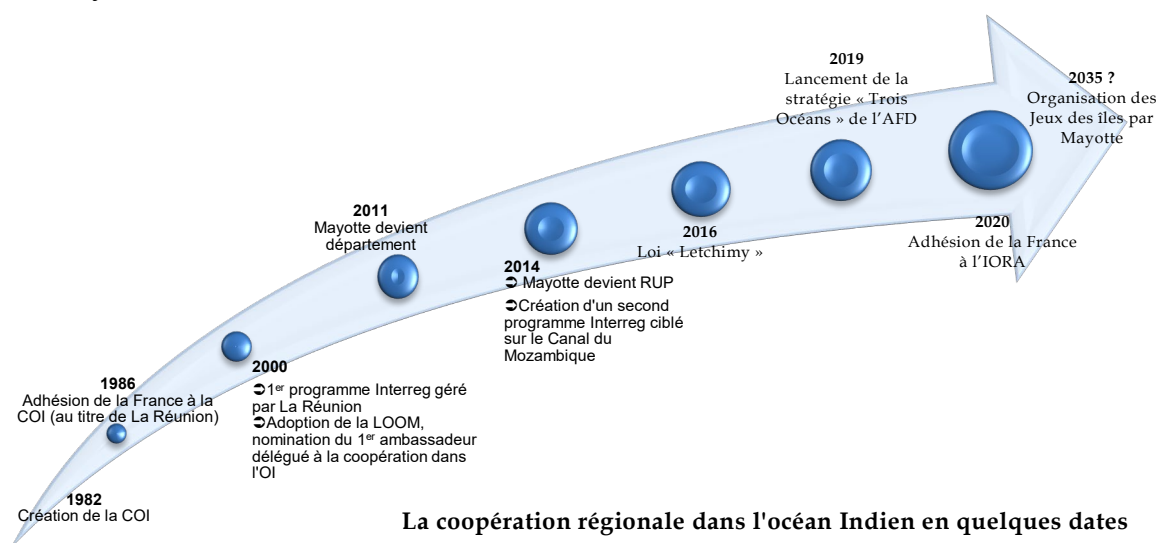 1982
Création de la COI
1986
Adhésion de la France à la
COI (au titre de La Réunion)
2000
➲1er programme Interreg géré
par La Réunion
➲Adoption de la LOOM,
nomination du 1er ambassadeur
délégué à la coopération dans
l'OI
2011
Mayotte devient
département
2014
➲ Mayotte devient RUP
➲Création d'un second
programme Interreg ciblé
sur le Canal du
Mozambique
2016
Loi « Letchimy »
2019
Lancement de la
stratégie « Trois
Océans » de l'AFD
2020
Adhésion de la France
à l'IORA
2035 ?
Organisation des
Jeux des îles par
Mayotte
La coopération régionale dans l'océan Indien en quelques dates